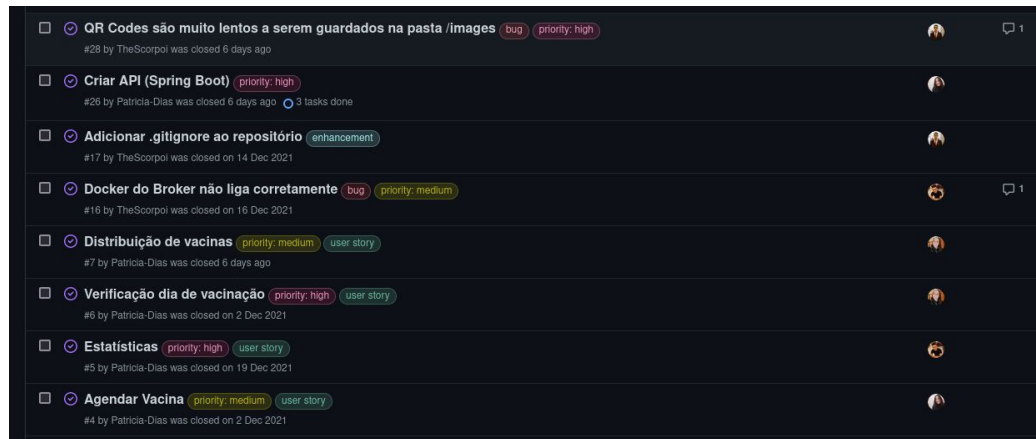 QR Codes são muito lentos a serem guardados na pasta /images bug priority: high 1
#28 by TheScorpoi was closed 6 days ago
Criar API (Spring Boot) priority: high
#26 by Patricia-Dias was closed 6 days ago 3 tasks done
Adicionar .gitignore ao repositório enhancement
#17 by TheScorpoi was closed on 14 Dec 2021
Docker do Broker não liga corretamente bug priority: medium 1
#16 by TheScorpoi was closed on 16 Dec 2021
Distribuição de vacinas priority: medium user story
#7 by Patricia-Dias was closed 6 days ago
Verificação dia de vacinação priority: high user story
#6 by Patricia-Dias was closed on 2 Dec 2021
Estatísticas priority: high user story
#5 by Patricia-Dias was closed on 19 Dec 2021
Agendar Vacina priority: medium user story
#4 by Patricia-Dias was closed on 2 Dec 2021